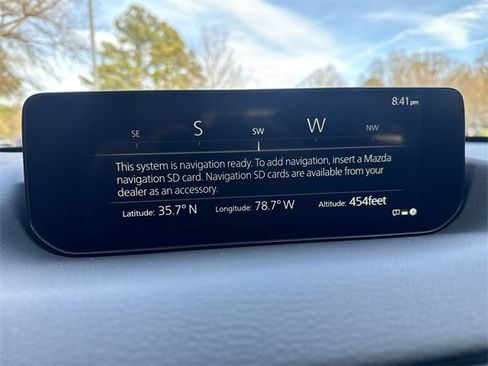 8:41pm
SE S SW W NW
This system is navigation ready. To add navigation, insert a Mazda
navigation SD card. Navigation SD cards are available from your
dealer as an accessory.
Latitude: 35.7° N Longitude: 78.7° W Altitude: 454feet